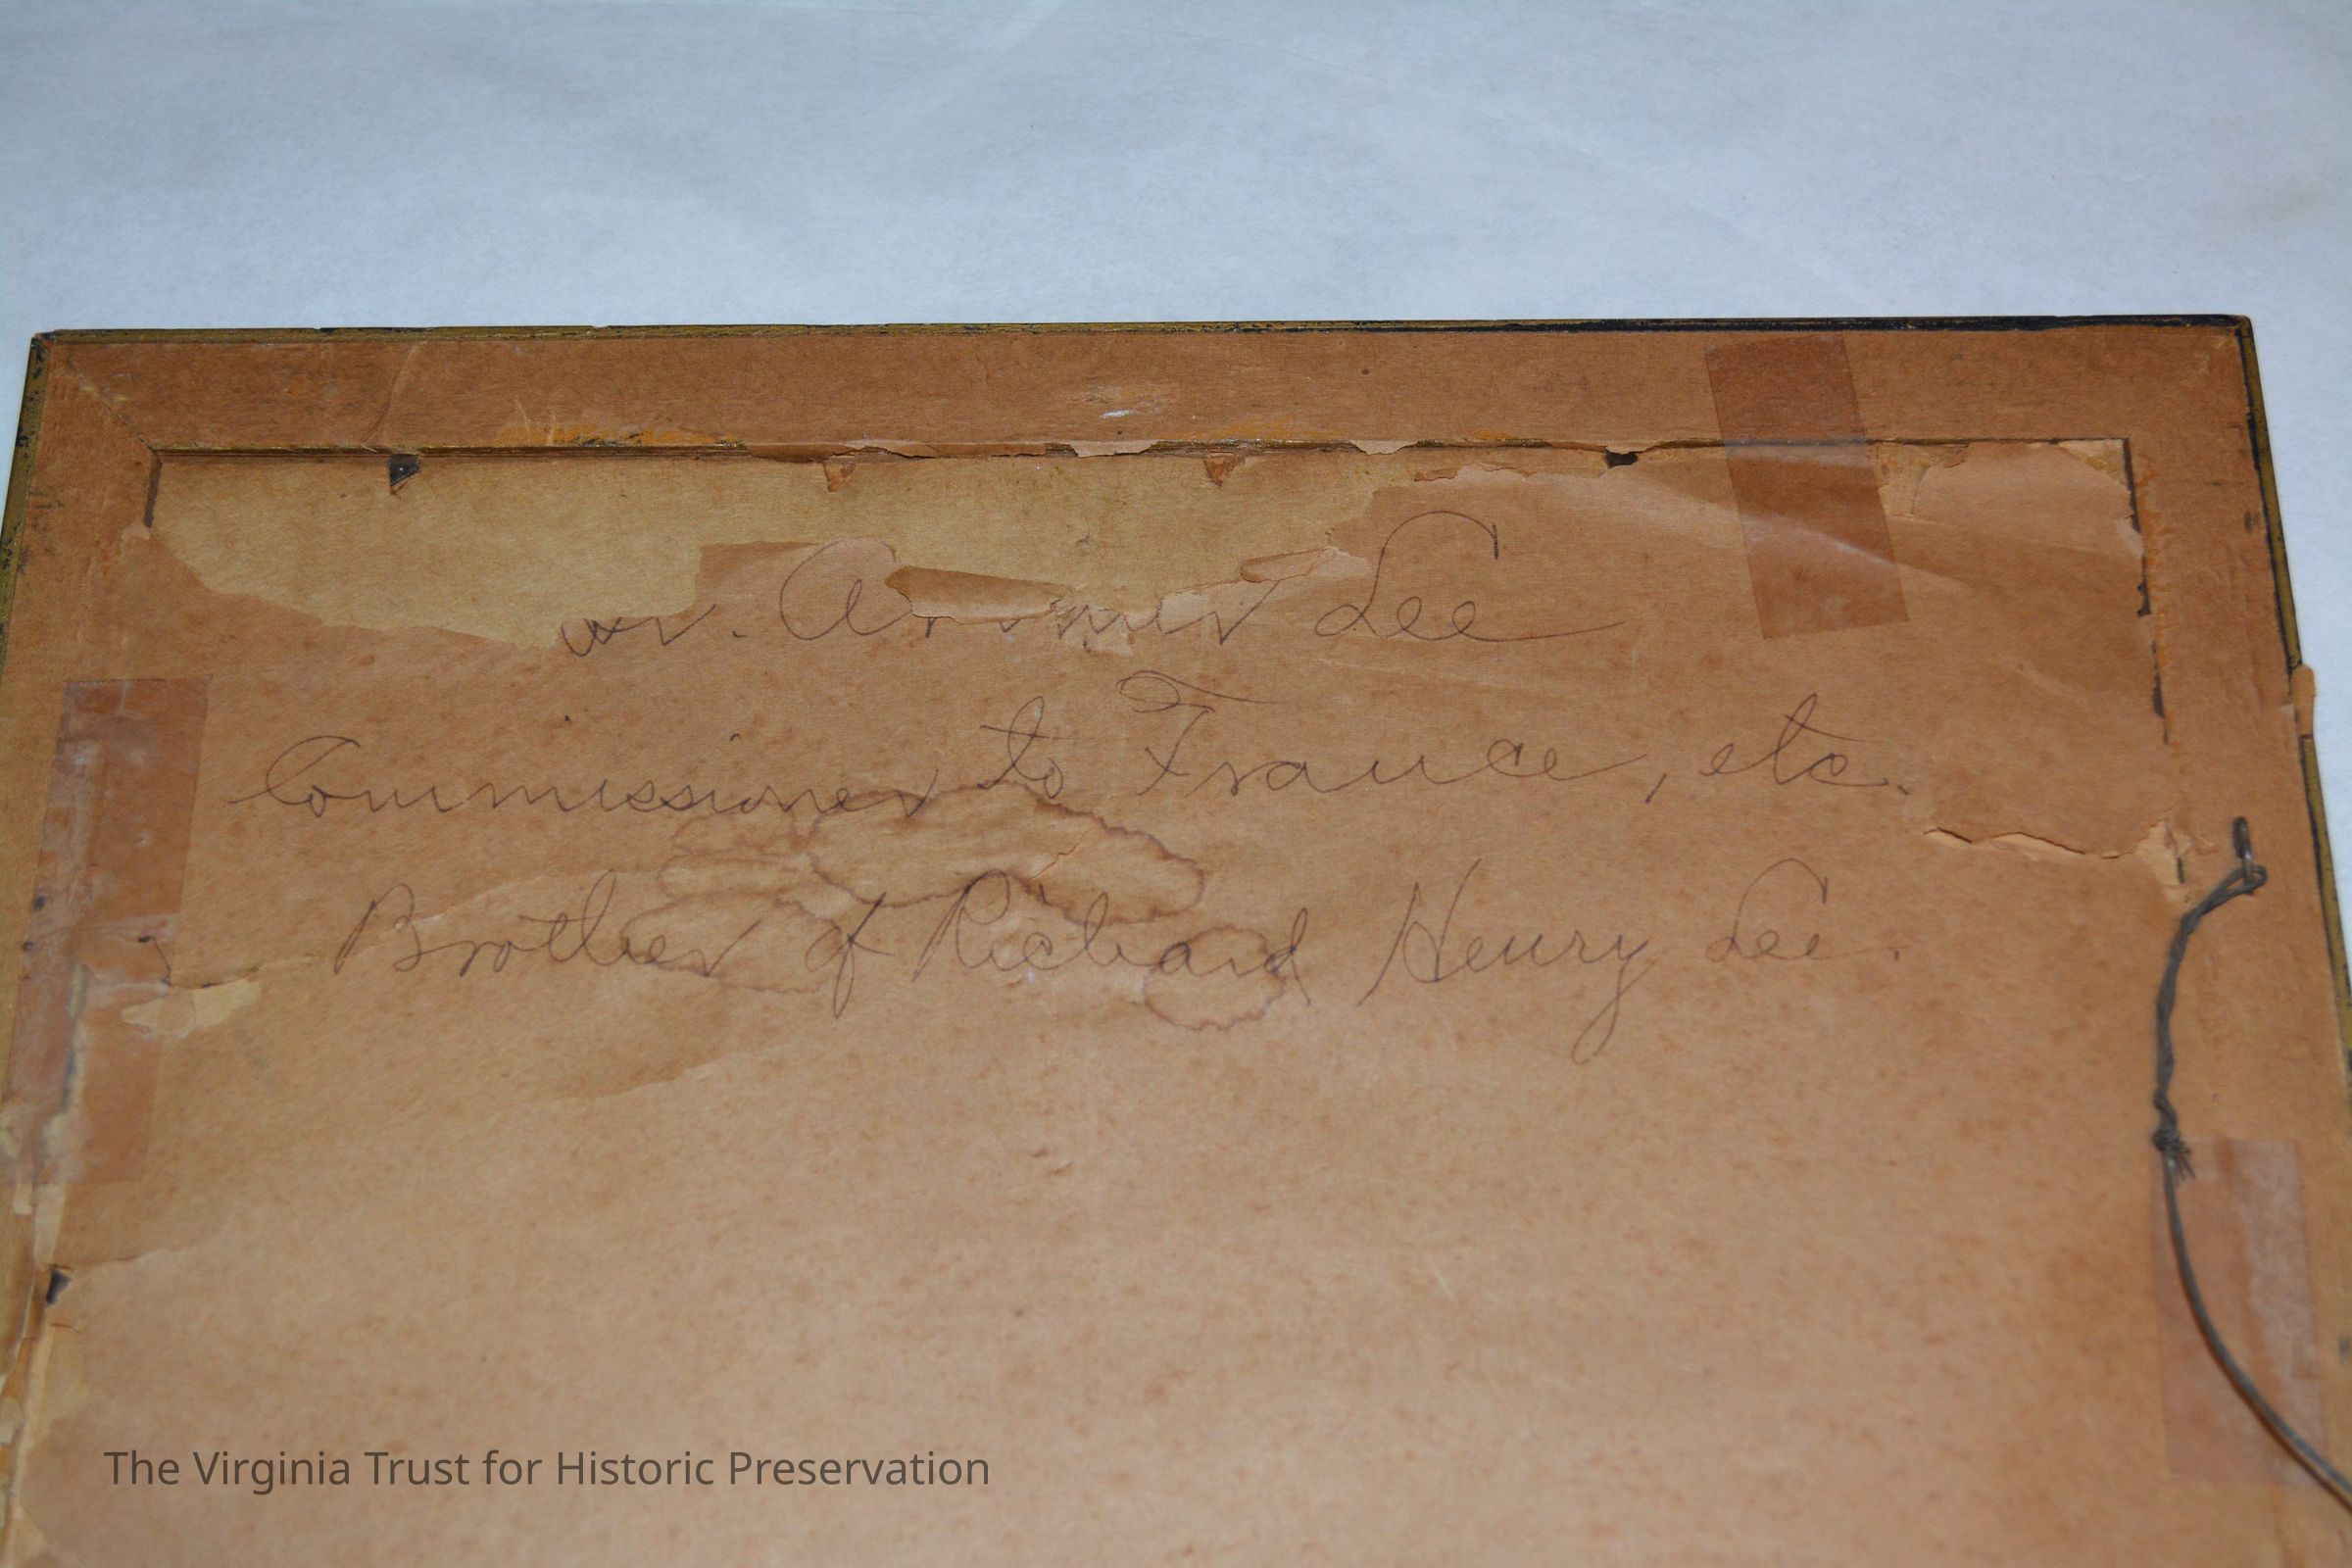 Dr. Arthur Lee
Commissioner to France, etc.
Brother of Richard Henry Lee.
The Virginia Trust for Historic Preservation